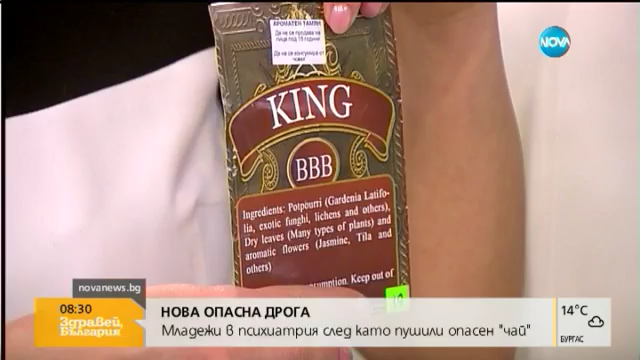 АРОМАТЕН ТАМЯН
Да не се продава на
лица под 18 години
Да не се консумира от
човек
NOVA
KING
BBB
Ingredients: Potpourri (Gardenia Latifo-
lia, exotic funghi, lichens and others),
Dry leaves (Many types of plants) and
aromatic flowers (Jasmine, Tila and
others)
Keep out of
novanews.bg
08:30
Здравей,
България
НОВА ОПАСНА ДРОГА
Младежи в психиатрия след като пушили опасен "чай"
14°C
БУРГАС